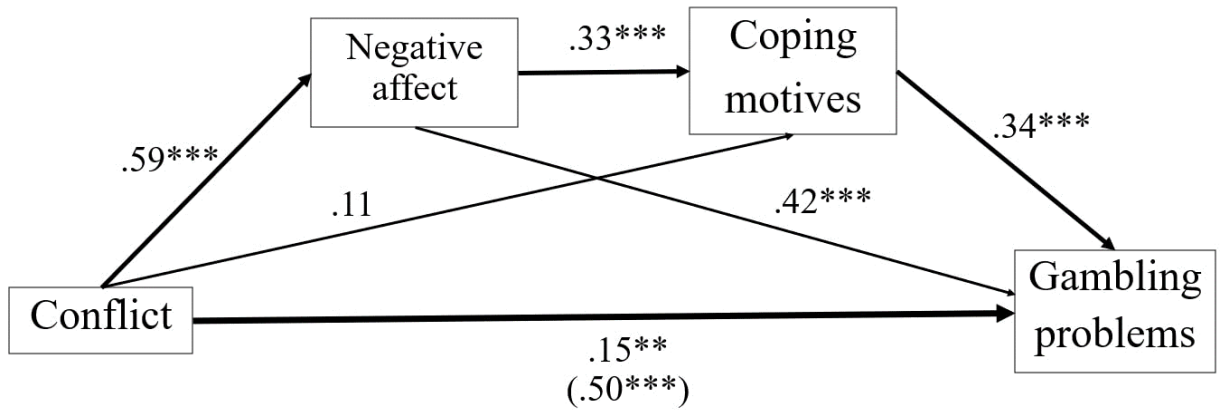 Negative
affect
.33***
Coping
motives
.59***
.34***
.11
.42***
Conflict
Gambling
problems
.15**
(.50***)